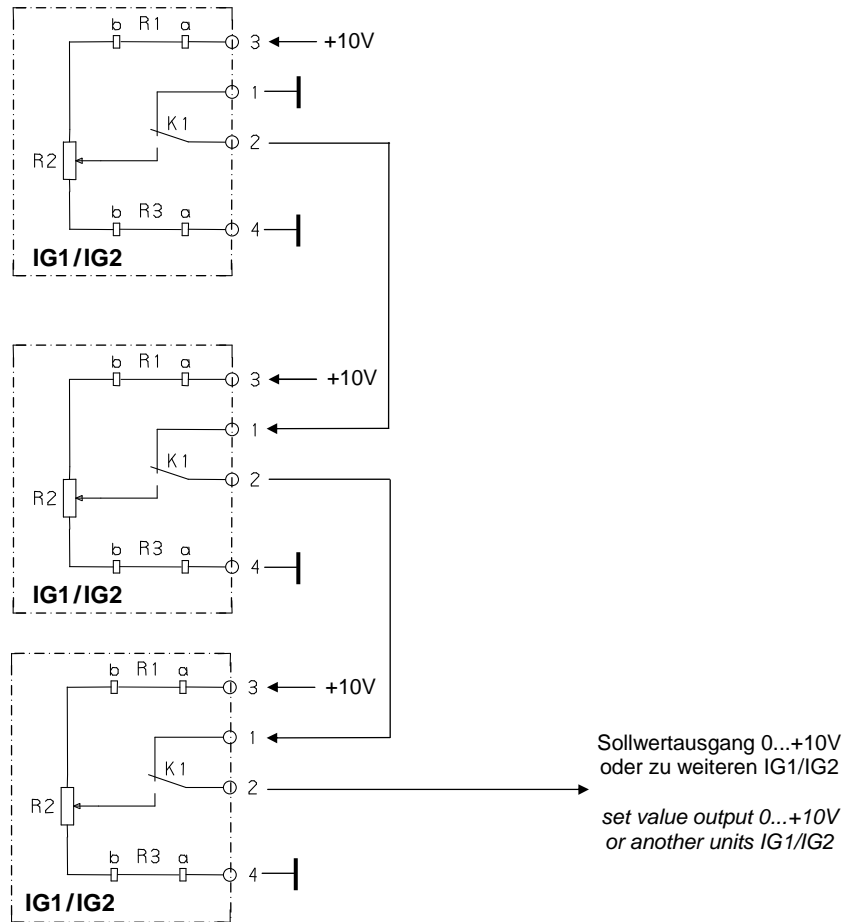 b R1 a
3 +10V
1
K1
2
R2
b R3 a
4
IG1/IG2
b R1 a
3 +10V
1
K1
2
R2
b R3 a
4
IG1/IG2
b R1 a
3 +10V
1
K1
2
R2
b R3 a
4
IG1/IG2
Sollwertausgang 0...+10V
oder zu weiteren IG1/IG2
set value output 0...+10V
or another units IG1/IG2